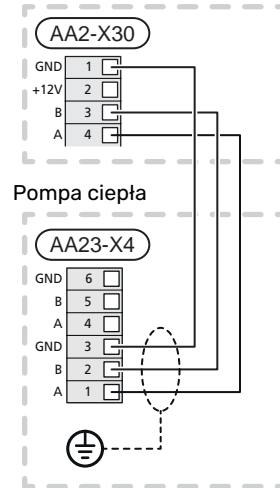 AA2-X30
GND 1
+12V 2
B 3
A 4
Pompa ciepła
AA23-X4
GND 6
B 5
A 4
GND 3
B 2
A 1